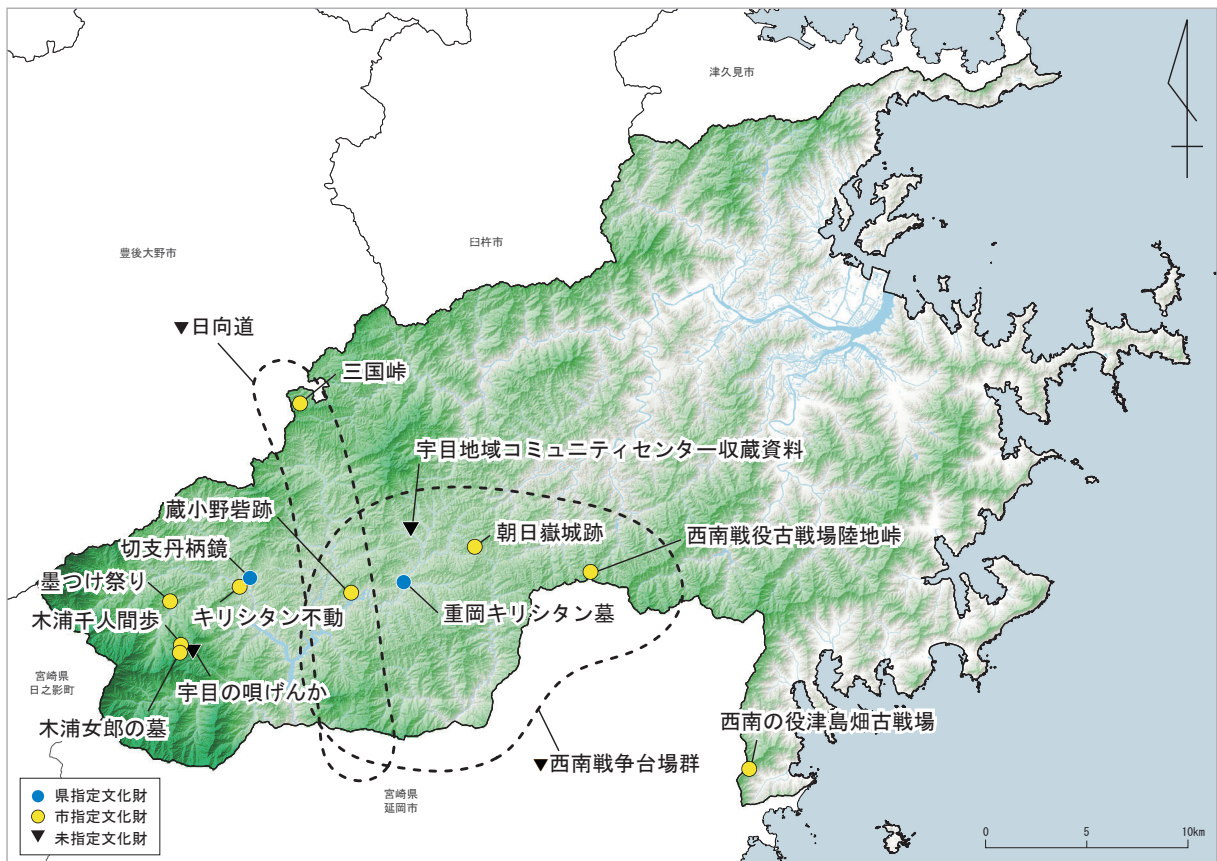 津久見市
臼杵市
豊後大野市
▼日向道
三国峠
宇目地域コミュニティセンター収蔵資料
蔵小野砦跡
朝日嶽城跡
西南戦役古戦場陸地峠
切支丹柄鏡
墨つけ祭り
キリシタン不動
重岡キリシタン墓
木浦千人間歩
宮崎県
日之影町
宇目の唄げんか
木浦女郎の墓
西南の役津島畑古戦場
▼西南戦争台場群
宮崎県
延岡市
県指定文化財
市指定文化財
未指定文化財
0 5 10km